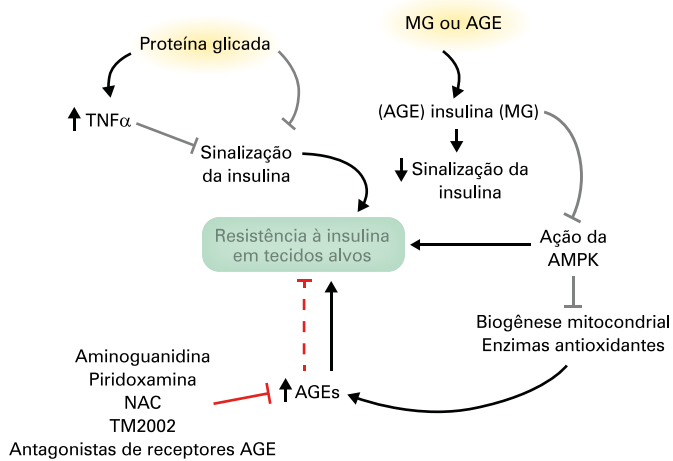 MG ou AGE
Proteína glicada
TNFα
(AGE) insulina (MG)
Sinalização
da insulina
Sinalização da
insulina
Resistência à insulina
em tecidos alvos
Ação da
AMPK
Biogênese mitocondrial
Enzimas antioxidantes
Aminoguanidina
Piridoxamina
NAC
TM2002
Antagonistas de receptores AGE
AGEs